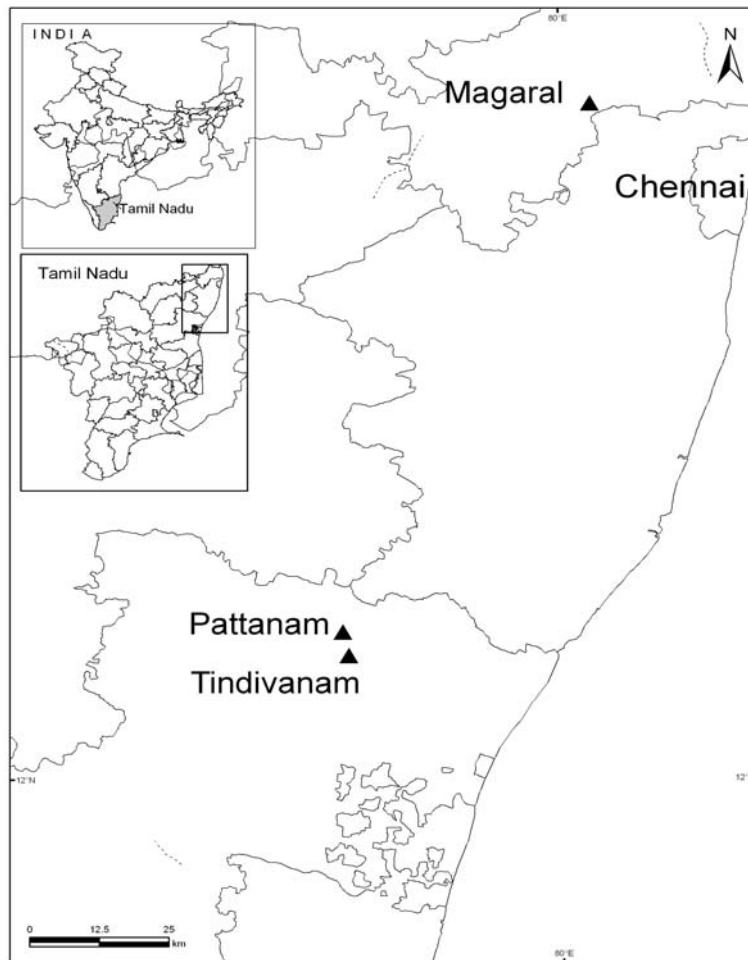 80°E
INDIA
N
Magaral
Chennai
Tamil Nadu
Tamil Nadu
Pattanam
Tindivanam
12°N
12°
0 12.5 25
km
80°E